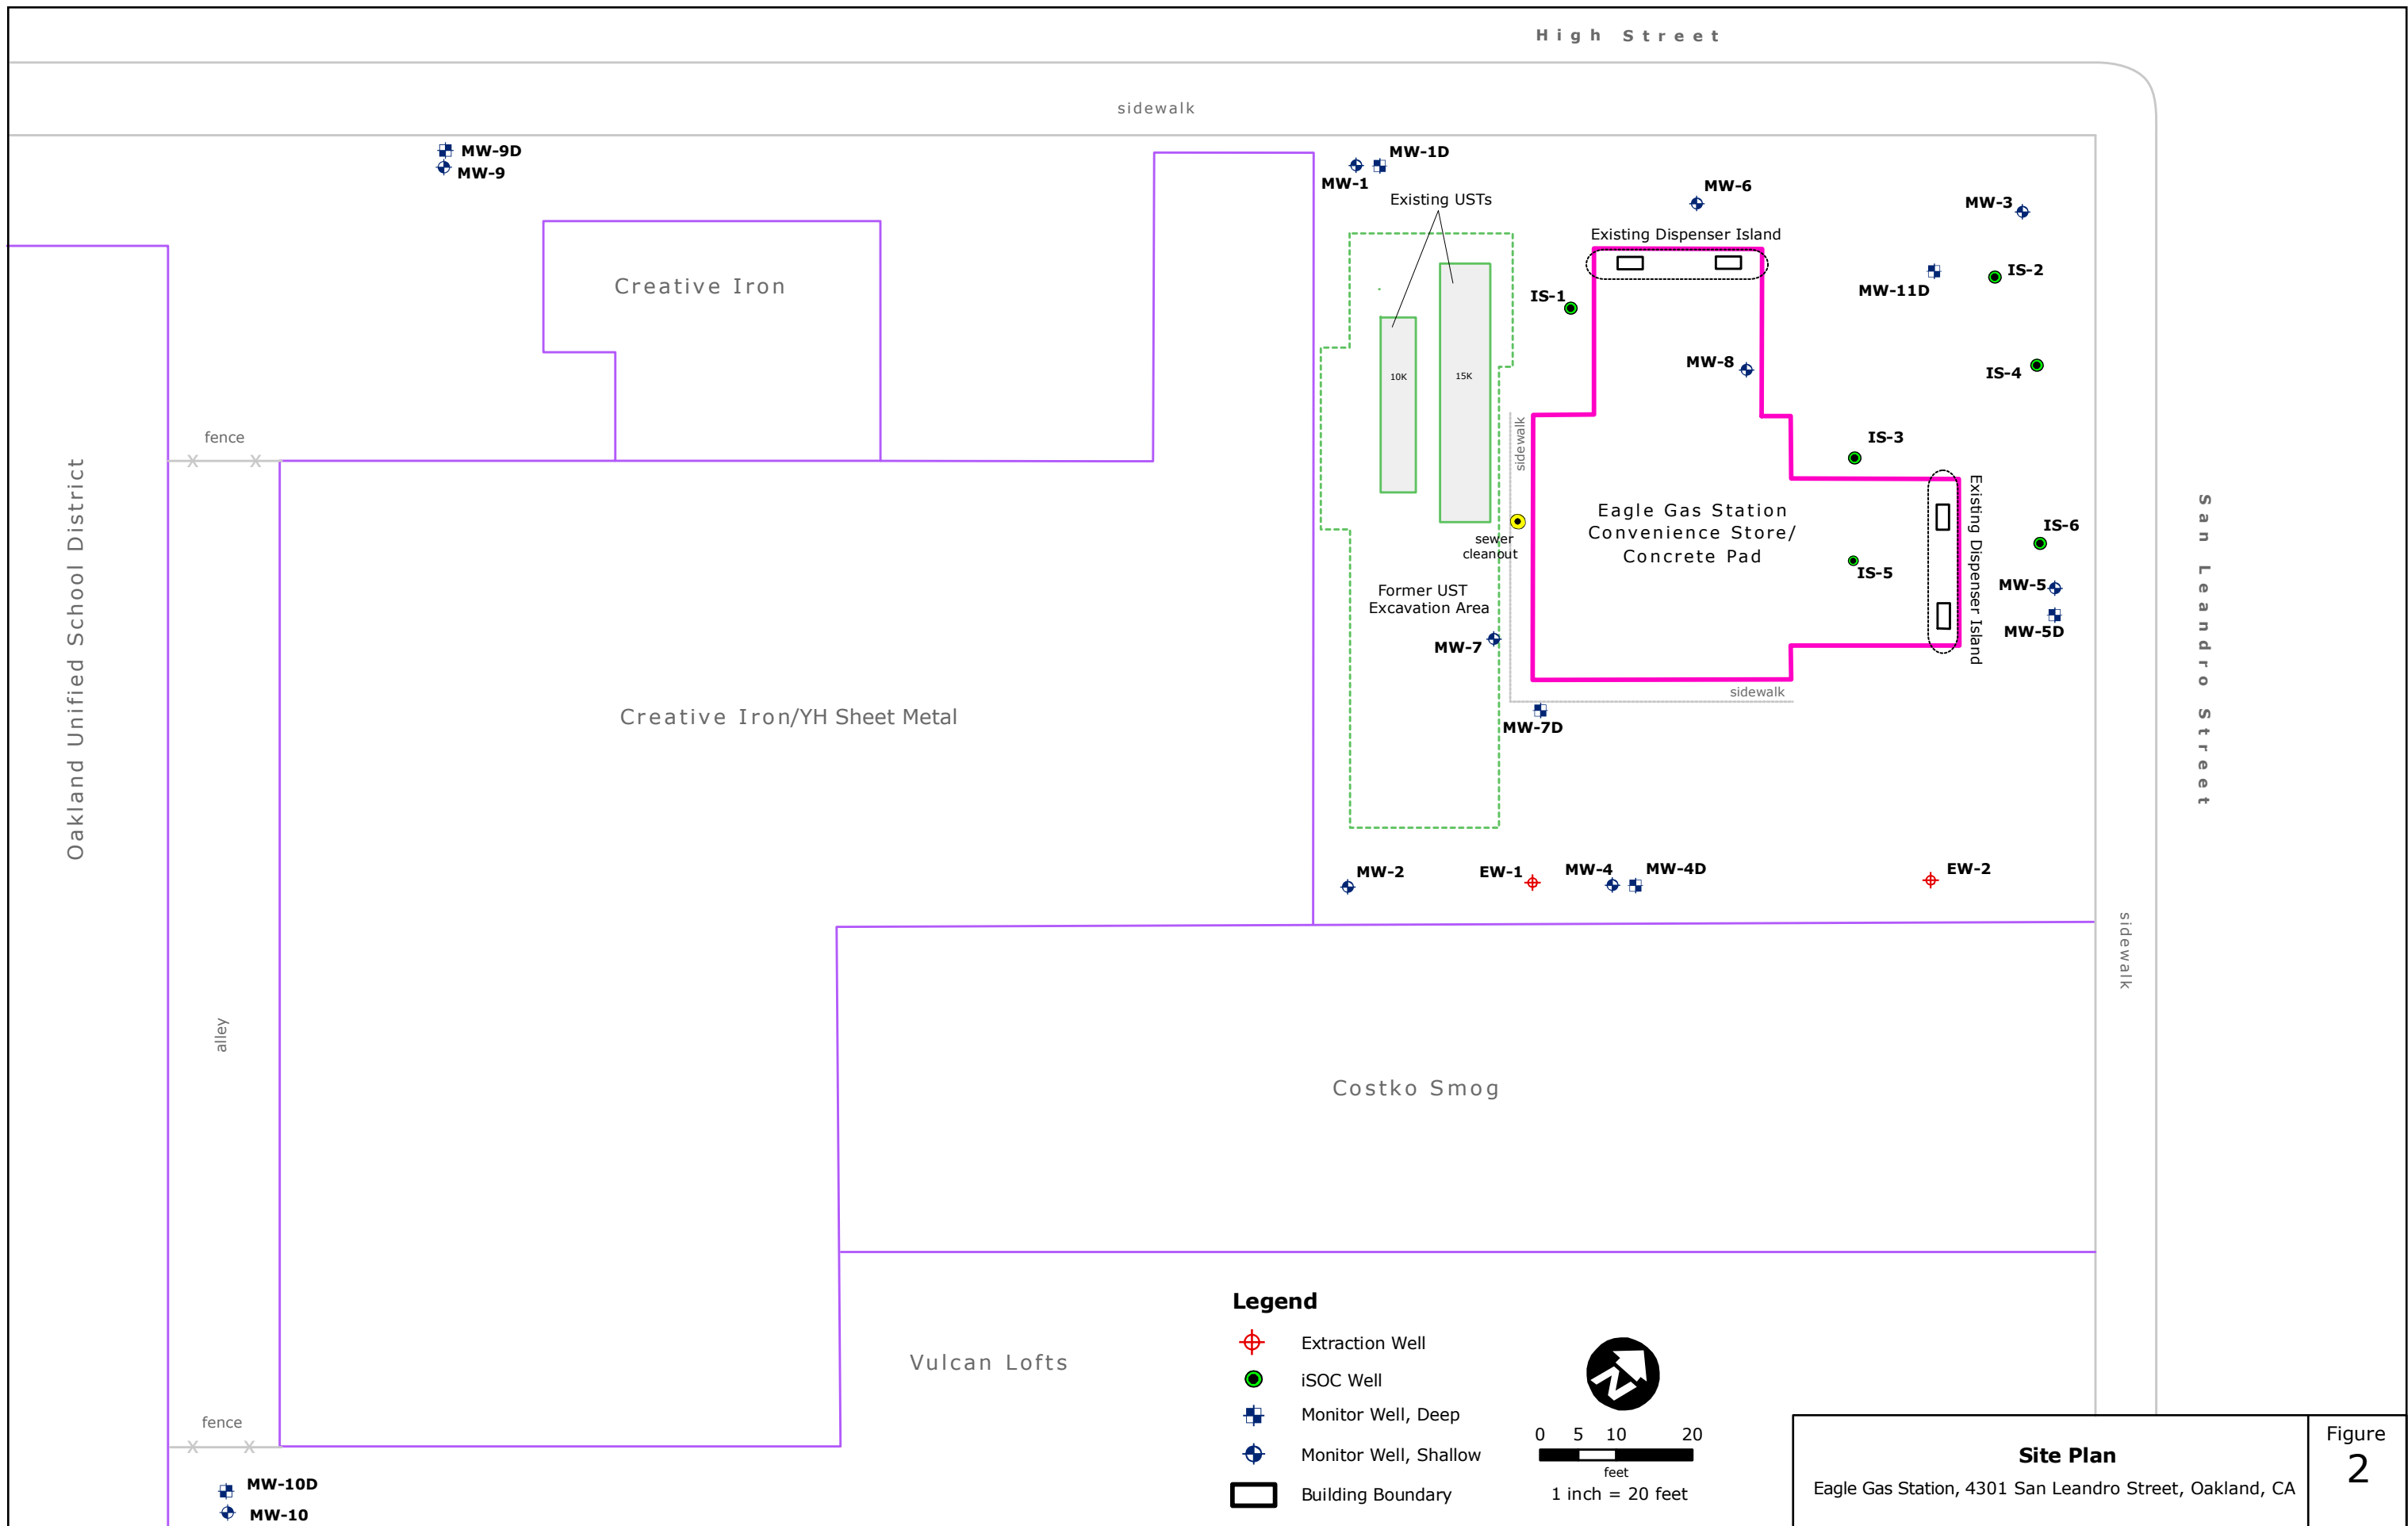 High Street
sidewalk
MW-9D
MW-9
MW-1D
MW-1
Existing USTs
MW-6
MW-3
Existing Dispenser Island
Creative Iron
IS-1
MW-11D
IS-2
10K
15K
MW-8
IS-4
fence
X X
sidewalk
IS-3
Oakland Unified School District
Eagle Gas Station
Convenience Store/
Concrete Pad
Existing Dispenser Island
San Leandro Street
sewer
cleanout
IS-6
IS-5
MW-5
Former UST
Excavation Area
MW-5D
MW-7
sidewalk
Creative Iron/YH Sheet Metal
MW-7D
MW-2
EW-1
MW-4
MW-4D
EW-2
sidewalk
alley
Costko Smog
Vulcan Lofts
fence
X X
MW-10D
MW-10
Legend
Extraction Well
iSOC Well
Monitor Well, Deep
Monitor Well, Shallow
Building Boundary
N
0 5 10 20
feet
1 inch = 20 feet
Site Plan
Eagle Gas Station, 4301 San Leandro Street, Oakland, CA
Figure
2